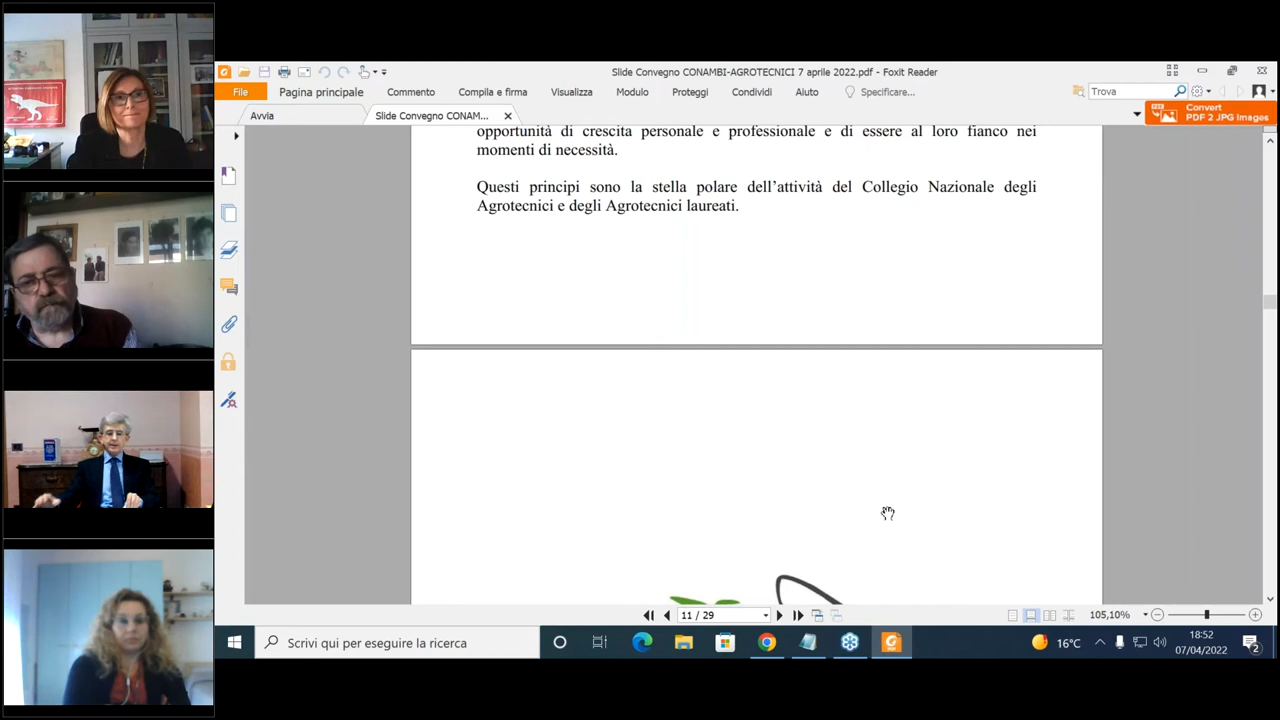 Slide Convegno CONAMBI-AGROTECNICI 7 aprile 2022.pdf - Foxit Reader
File Pagina principale Commento Compila e firma Visualizza Modulo Proteggi Condividi Aiuto Specificare... Trova
Avvia Slide Convegno CONAM...
Convert
PDF 2 JPG Images
opportunità di crescita personale e professionale e di essere al loro fianco nei
momenti di necessità.
Questi principi sono la stella polare dell’attività del Collegio Nazionale degli
Agrotecnici e degli Agrotecnici laureati.
11 / 29
105,10%
Scrivi qui per eseguire la ricerca
16°C
18:52
07/04/2022
2